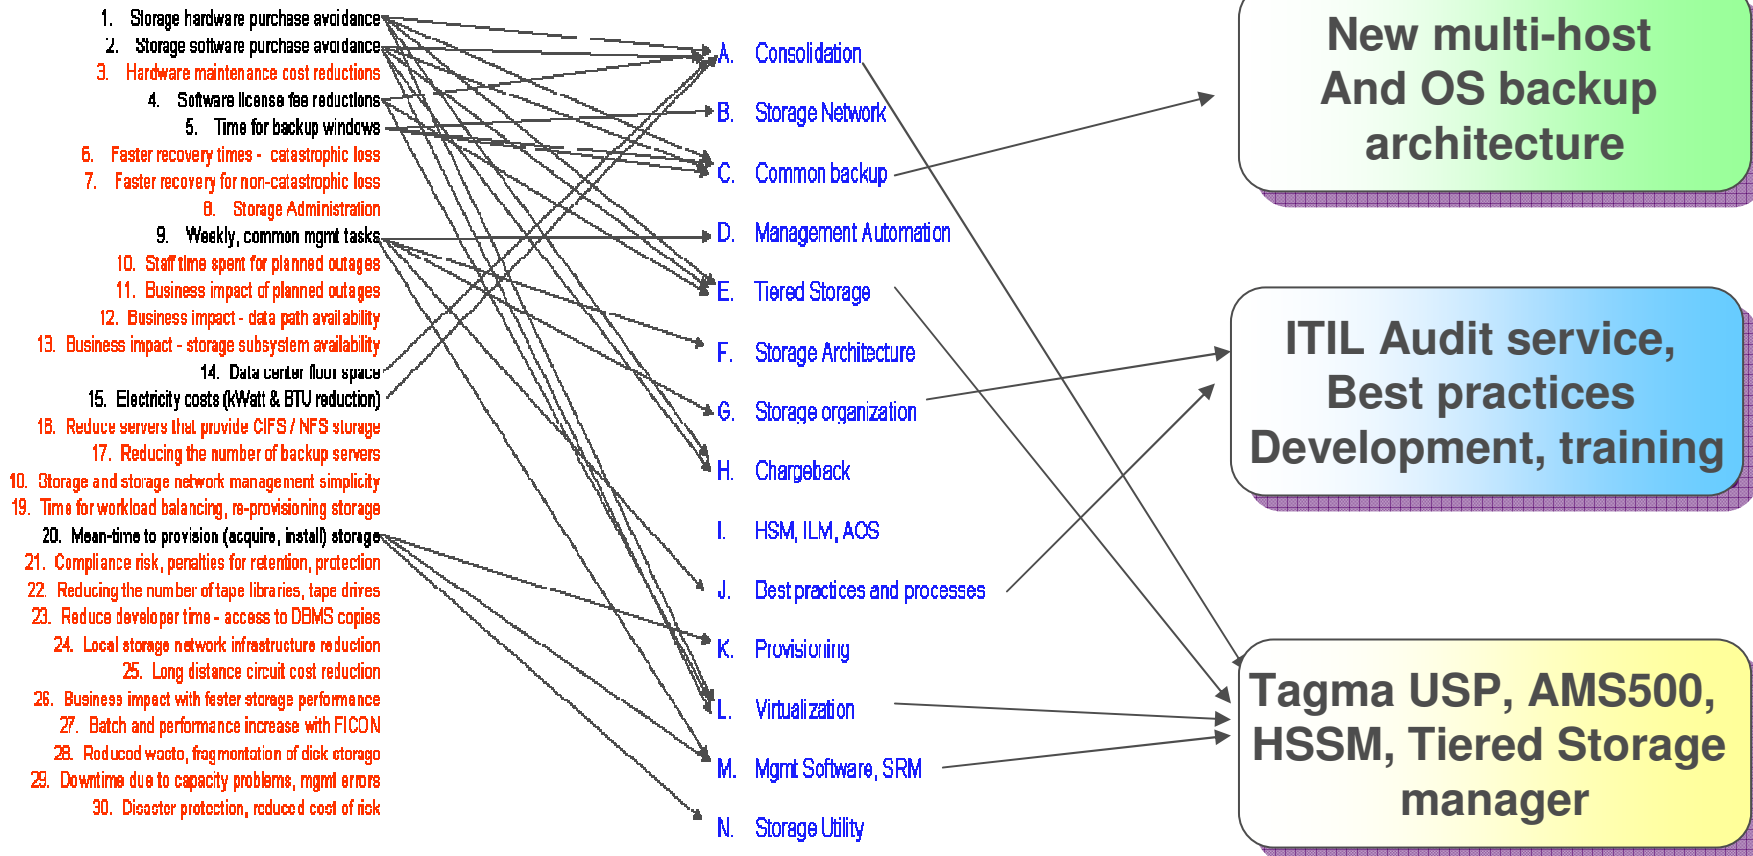 1. Storage hardware purchase avoidance
2. Storage software purchase avoidance
3. Hardware maintenance cost reductions
4. Software license fee reductions
5. Time for backup windows
6. Faster recovery times - catastrophic loss
7. Faster recovery for non-catastrophic loss
8. Storage Administration
9. Weekly, common mgmt tasks
10. Staff time spent for planned outages
11. Business impact of planned outages
12. Business impact - data path availability
13. Business impact - storage subsystem availability
14. Data center floor space
15. Electricity costs (kWatt & BTU reduction)
16. Reduce servers that provide CIFS / NFS storage
17. Reducing the number of backup servers
18. Storage and storage network management simplicity
19. Time for workload balancing, re-provisioning storage
20. Mean-time to provision (acquire, install) storage
21. Compliance risk, penalties for retention, protection
22. Reducing the number of tape libraries, tape drives
23. Reduce developer time - access to DBMS copies
24. Local storage network infrastructure reduction
25. Long distance circuit cost reduction
26. Business impact with faster storage performance
27. Batch and performance increase with FICON
28. Reduced waste, fragmentation of disk storage
29. Downtime due to capacity problems, mgmt errors
30. Disaster protection, reduced cost of risk
A. Consolidation
B. Storage Network
C. Common backup
D. Management Automation
E. Tiered Storage
F. Storage Architecture
G. Storage organization
H. Chargeback
I. HSM, ILM, AOS
J. Best practices and processes
K. Provisioning
L. Virtualization
M. Mgmt Software, SRM
N. Storage Utility
New multi-host
And OS backup
architecture
ITIL Audit service,
Best practices
Development, training
Tagma USP, AMS500,
HSSM, Tiered Storage
manager